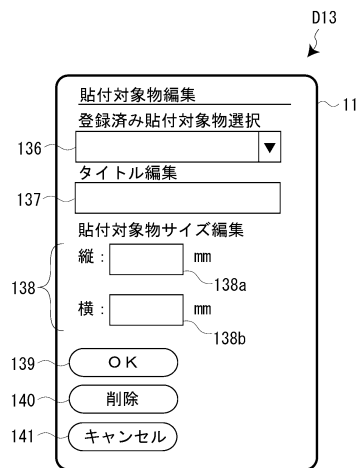 D13
11
貼付対象物編集
登録済み貼付対象物選択
136
▼
タイトル編集
137
貼付対象物サイズ編集
138
縦： mm
138a
横： mm
138b
139
OK
140
削除
141
キャンセル